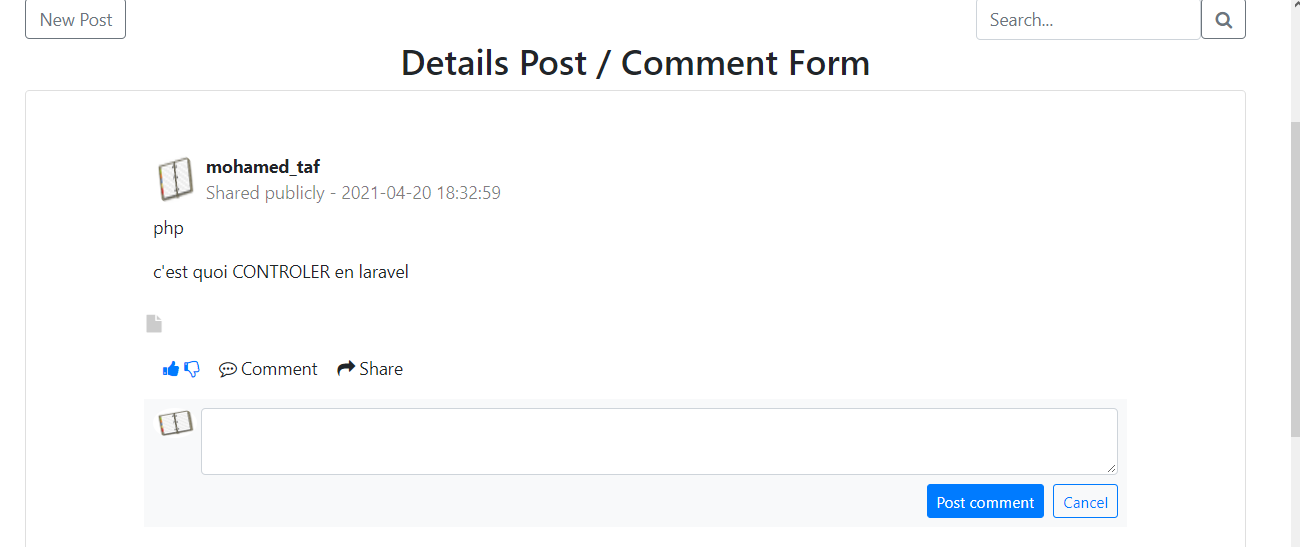 New Post
Search...
Details Post / Comment Form
mohamed_taf
Shared publicly - 2021-04-20 18:32:59
php
c'est quoi CONTROLER en laravel
Comment Share
Post comment Cancel